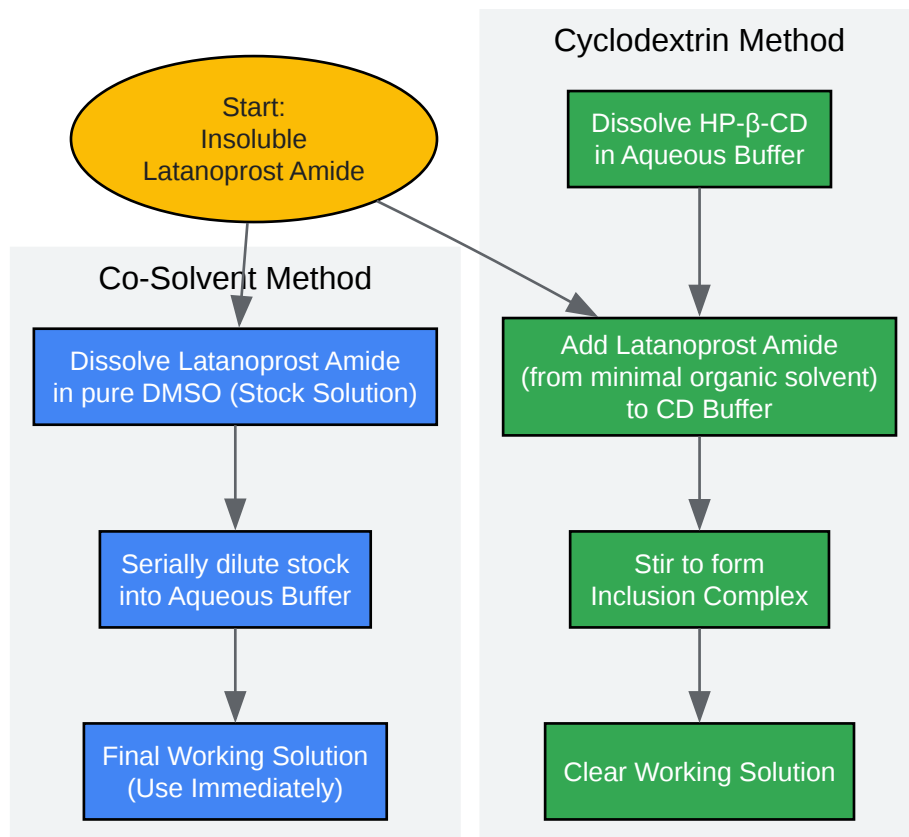 Start:
Insoluble
Latanoprost Amide
Co-Solvent Method
Dissolve Latanoprost Amide
in pure DMSO (Stock Solution)
Serially dilute stock
into Aqueous Buffer
Final Working Solution
(Use Immediately)
Cyclodextrin Method
Dissolve HP-β-CD
in Aqueous Buffer
Add Latanoprost Amide
(from minimal organic solvent)
to CD Buffer
Stir to form
Inclusion Complex
Clear Working Solution